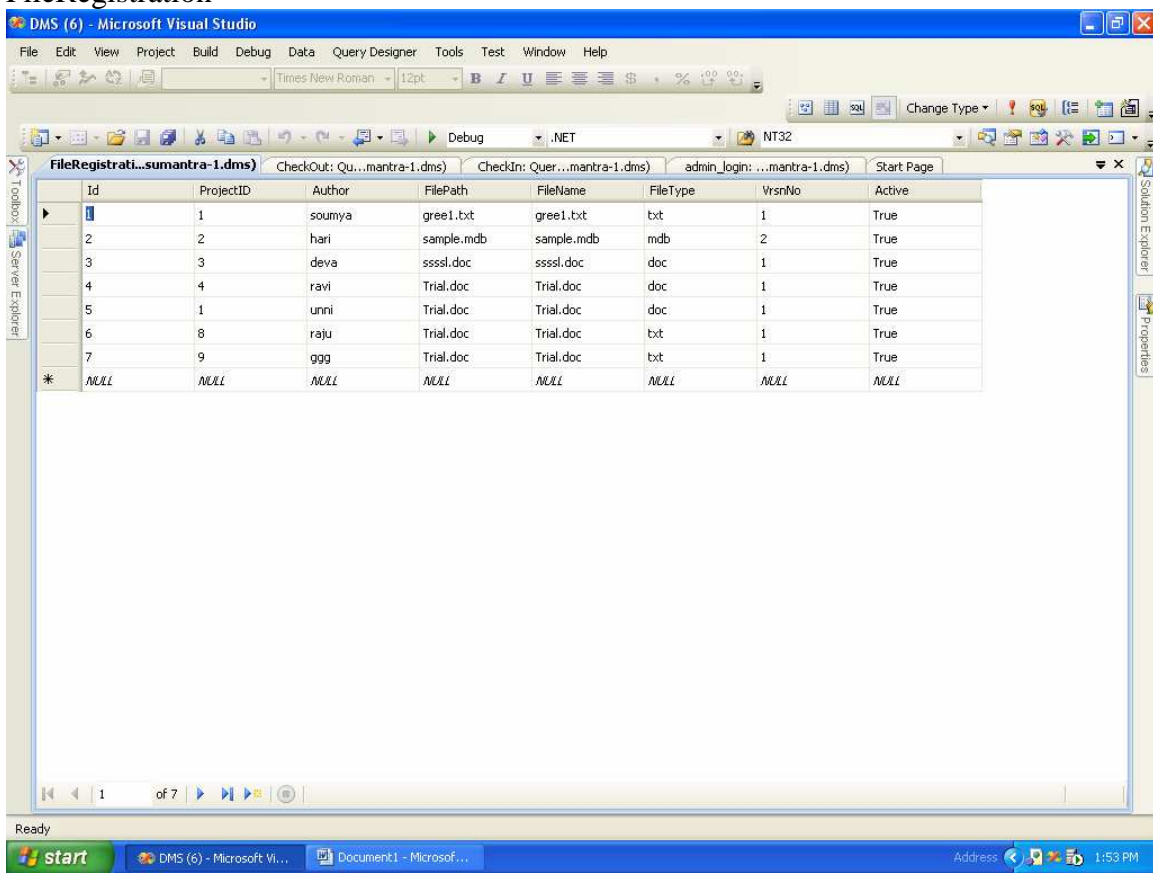 FileRegistration
DMS (6) - Microsoft Visual Studio
File Edit View Project Build Debug Data Query Designer Tools Test Window Help
Times New Roman 12pt B I U $ , %
SQL Change Type
Debug .NET NT32
FileRegistrati...sumantra-1.dms) CheckOut: Qu...mantra-1.dms) CheckIn: Quer...mantra-1.dms) admin_login: ...mantra-1.dms) Start Page
Toolbox
Server Explorer
Solution Explorer
Properties
Id ProjectID Author FilePath FileName FileType VrsnNo Active
1 1 soumya gree1.txt gree1.txt txt 1 True
2 2 hari sample.mdb sample.mdb mdb 2 True
3 3 deva ssssl.doc ssssl.doc doc 1 True
4 4 ravi Trial.doc Trial.doc doc 1 True
5 1 unni Trial.doc Trial.doc doc 1 True
6 8 raju Trial.doc Trial.doc txt 1 True
7 9 ggg Trial.doc Trial.doc txt 1 True
NULL NULL NULL NULL NULL NULL NULL NULL
1 of 7
Ready
start DMS (6) - Microsoft Vi... Document1 - Microsof... Address 1:53 PM